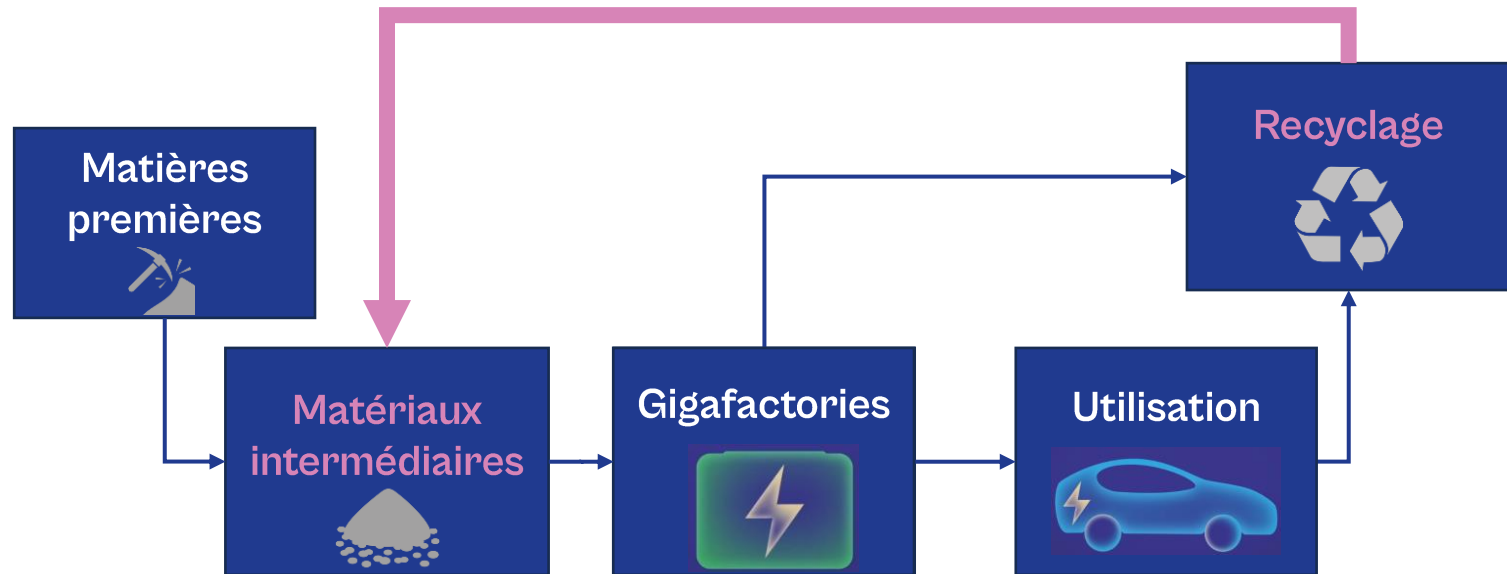 Matières
premières
Matériaux
intermédiaires
Gigafactories
Utilisation
Recyclage